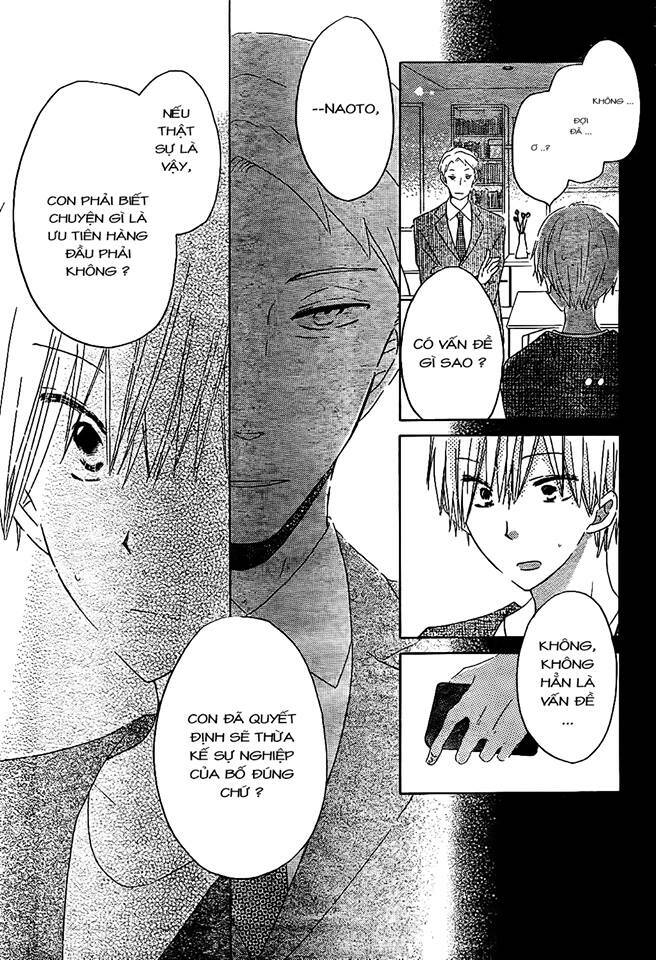 KHÔNG ...
ĐỢI
ĐÃ ...
Ơ ..?
CÓ VẤN ĐỀ
GÌ SAO ?
KHÔNG,
KHÔNG
HẲN LÀ
VẤN ĐỀ
...
--NAOTO,
CON ĐÃ QUYẾT
ĐỊNH SẼ THỪA
KẾ SỰ NGHIỆP
CỦA BỐ ĐÚNG
CHỨ ?
NẾU
THẬT
SỰ LÀ
VẬY,
CON PHẢI BIẾT
CHUYỆN GÌ LÀ
ƯU TIÊN HÀNG
ĐẦU PHẢI
KHÔNG ?